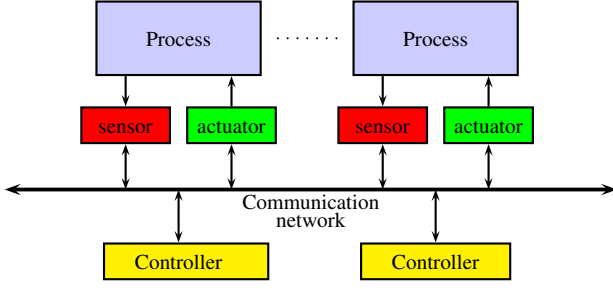 Process
Process
sensor
actuator
sensor
actuator
Communication
network
Controller
Controller